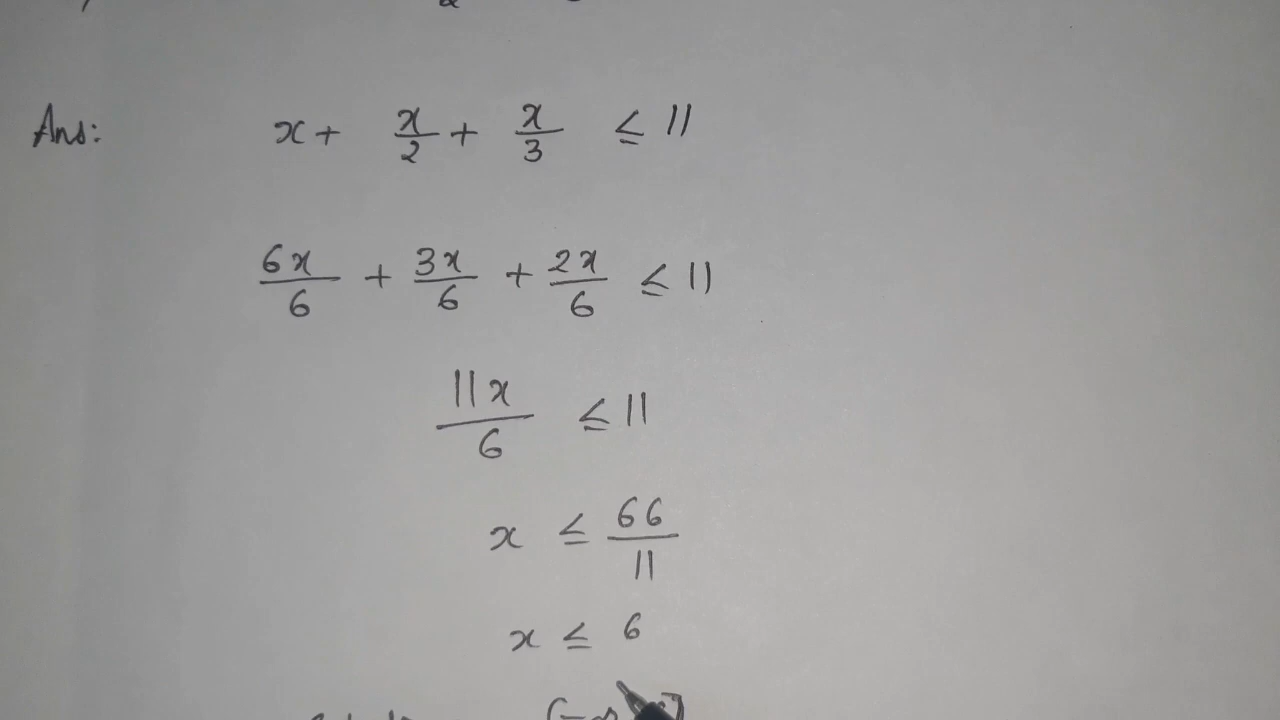 Ans: x + x/2 + x/3 ≤ 11
6x/6 + 3x/6 + 2x/6 ≤ 11
11x/6 ≤ 11
x ≤ 66/11
x ≤ 6